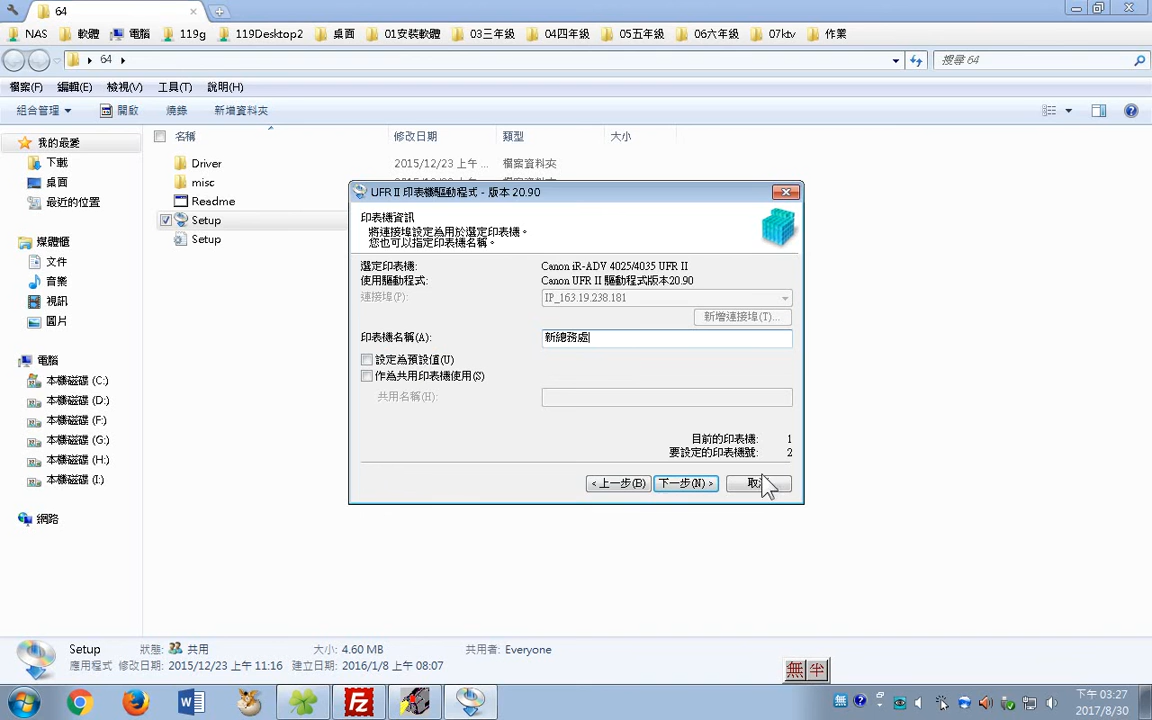 64
NAS 軟體 電腦 119g 119Desktop2 桌面 01安裝軟體 03三年級 04四年級 05五年級 06六年級 07ktv 作業
64
搜尋 64
檔案(F) 編輯(E) 檢視(V) 工具(T) 說明(H)
組合管理 開啟 燒錄 新增資料夾
我的最愛
下載
桌面
最近的位置
媒體櫃
文件
音樂
視訊
圖片
電腦
本機磁碟 (C:)
本機磁碟 (D:)
本機磁碟 (F:)
本機磁碟 (G:)
本機磁碟 (H:)
本機磁碟 (I:)
網路
名稱 修改日期 類型 大小
Driver 2015/12/23 上午 ... 檔案資料夾
misc
Readme
Setup
Setup
UFR II 印表機驅動程式 - 版本 20.90
印表機資訊
將連接埠設定為用於選定印表機。
您也可以指定印表機名稱。
選定印表機: Canon iR-ADV 4025/4035 UFR II
使用驅動程式: Canon UFR II 驅動程式版本20.90
連接埠(P): IP_163.19.238.181
新增連接埠(T)...
印表機名稱(A): 新總務處
設定為預設值(U)
作為共用印表機使用(S)
共用名稱(H):
目前的印表機: 1
要設定的印表機號: 2
<上一步(B) 下一步(N) >
Setup 狀態: 共用 大小: 4.60 MB 共用者: Everyone
應用程式 修改日期: 2015/12/23 上午 11:16 建立日期: 2016/1/8 上午 08:07
無 半
下午 03:27
2017/8/30